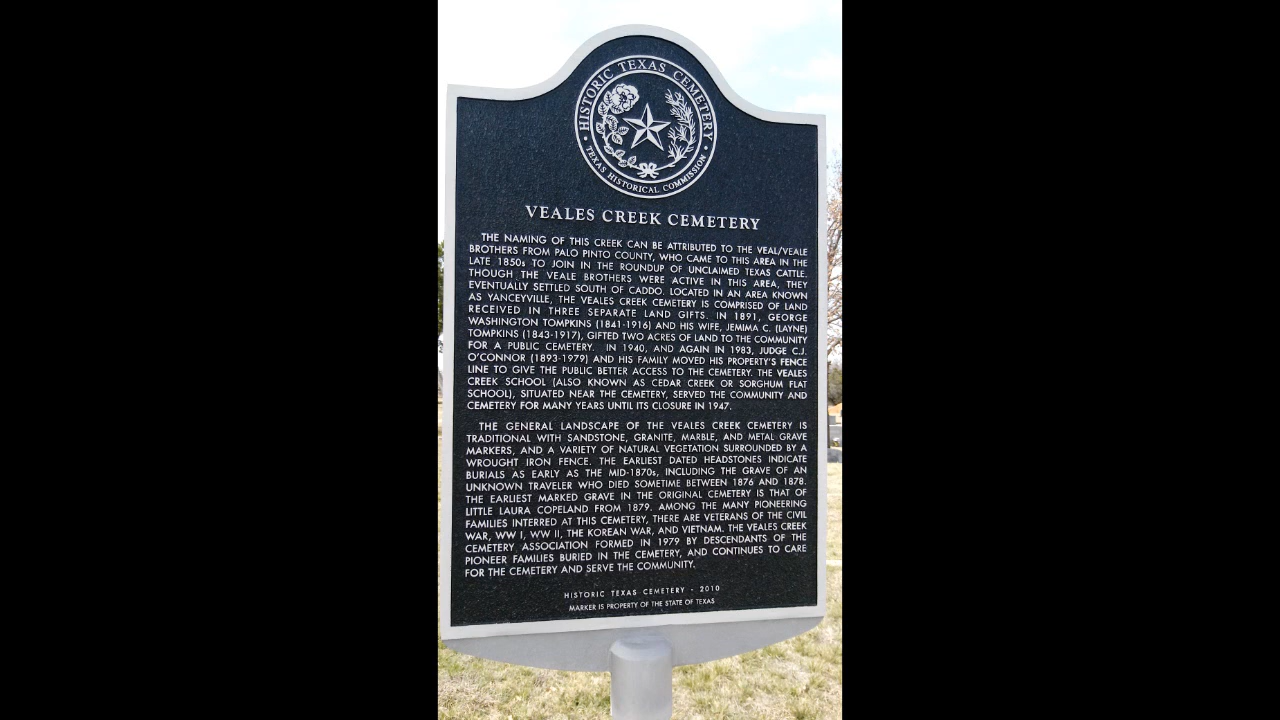 HISTORIC TEXAS CEMETERY
TEXAS HISTORICAL COMMISSION
VEALES CREEK CEMETERY
THE NAMING OF THIS CREEK CAN BE ATTRIBUTED TO THE VEAL/VEALE
BROTHERS FROM PALO PINTO COUNTY, WHO CAME TO THIS AREA IN THE
LATE 1850s TO JOIN IN THE ROUNDUP OF UNCLAIMED TEXAS CATTLE.
THOUGH THE VEALE BROTHERS WERE ACTIVE IN THIS AREA, THEY
EVENTUALLY SETTLED SOUTH OF CADDO. LOCATED IN AN AREA KNOWN
AS YANCEYVILLE, THE VEALES CREEK CEMETERY IS COMPRISED OF LAND
RECEIVED IN THREE SEPARATE LAND GIFTS. IN 1891, GEORGE
WASHINGTON TOMPKINS (1841-1916) AND HIS WIFE, JEMIMA C. (LAYNE)
TOMPKINS (1843-1917), GIFTED TWO ACRES OF LAND TO THE COMMUNITY
FOR A PUBLIC CEMETERY. IN 1940, AND AGAIN IN 1983, JUDGE C.J.
O'CONNOR (1893-1979) AND HIS FAMILY MOVED HIS PROPERTY'S FENCE
LINE TO GIVE THE PUBLIC BETTER ACCESS TO THE CEMETERY. THE VEALES
CREEK SCHOOL (ALSO KNOWN AS CEDAR CREEK OR SORGHUM FLAT
SCHOOL), SITUATED NEAR THE CEMETERY, SERVED THE COMMUNITY AND
CEMETERY FOR MANY YEARS UNTIL ITS CLOSURE IN 1947.
THE GENERAL LANDSCAPE OF THE VEALES CREEK CEMETERY IS
TRADITIONAL WITH SANDSTONE, GRANITE, MARBLE, AND METAL GRAVE
MARKERS, AND A VARIETY OF NATURAL VEGETATION SURROUNDED BY A
WROUGHT IRON FENCE. THE EARLIEST DATED HEADSTONES INDICATE
BURIALS AS EARLY AS THE MID-1870s, INCLUDING THE GRAVE OF AN
UNKNOWN TRAVELER WHO DIED SOMETIME BETWEEN 1876 AND 1878.
THE EARLIEST MARKED GRAVE IN THE ORIGINAL CEMETERY IS THAT OF
LITTLE LAURA COPELAND FROM 1879. AMONG THE MANY PIONEERING
FAMILIES INTERRED AT THIS CEMETERY, THERE ARE VETERANS OF THE CIVIL
WAR, WW I, WW II, THE KOREAN WAR, AND VIETNAM. THE VEALES CREEK
CEMETERY ASSOCIATION FORMED IN 1979 BY DESCENDANTS OF THE
PIONEER FAMILIES BURIED IN THE CEMETERY, AND CONTINUES TO CARE
FOR THE CEMETERY AND SERVE THE COMMUNITY.
HISTORIC TEXAS CEMETERY - 2010
MARKER IS PROPERTY OF THE STATE OF TEXAS